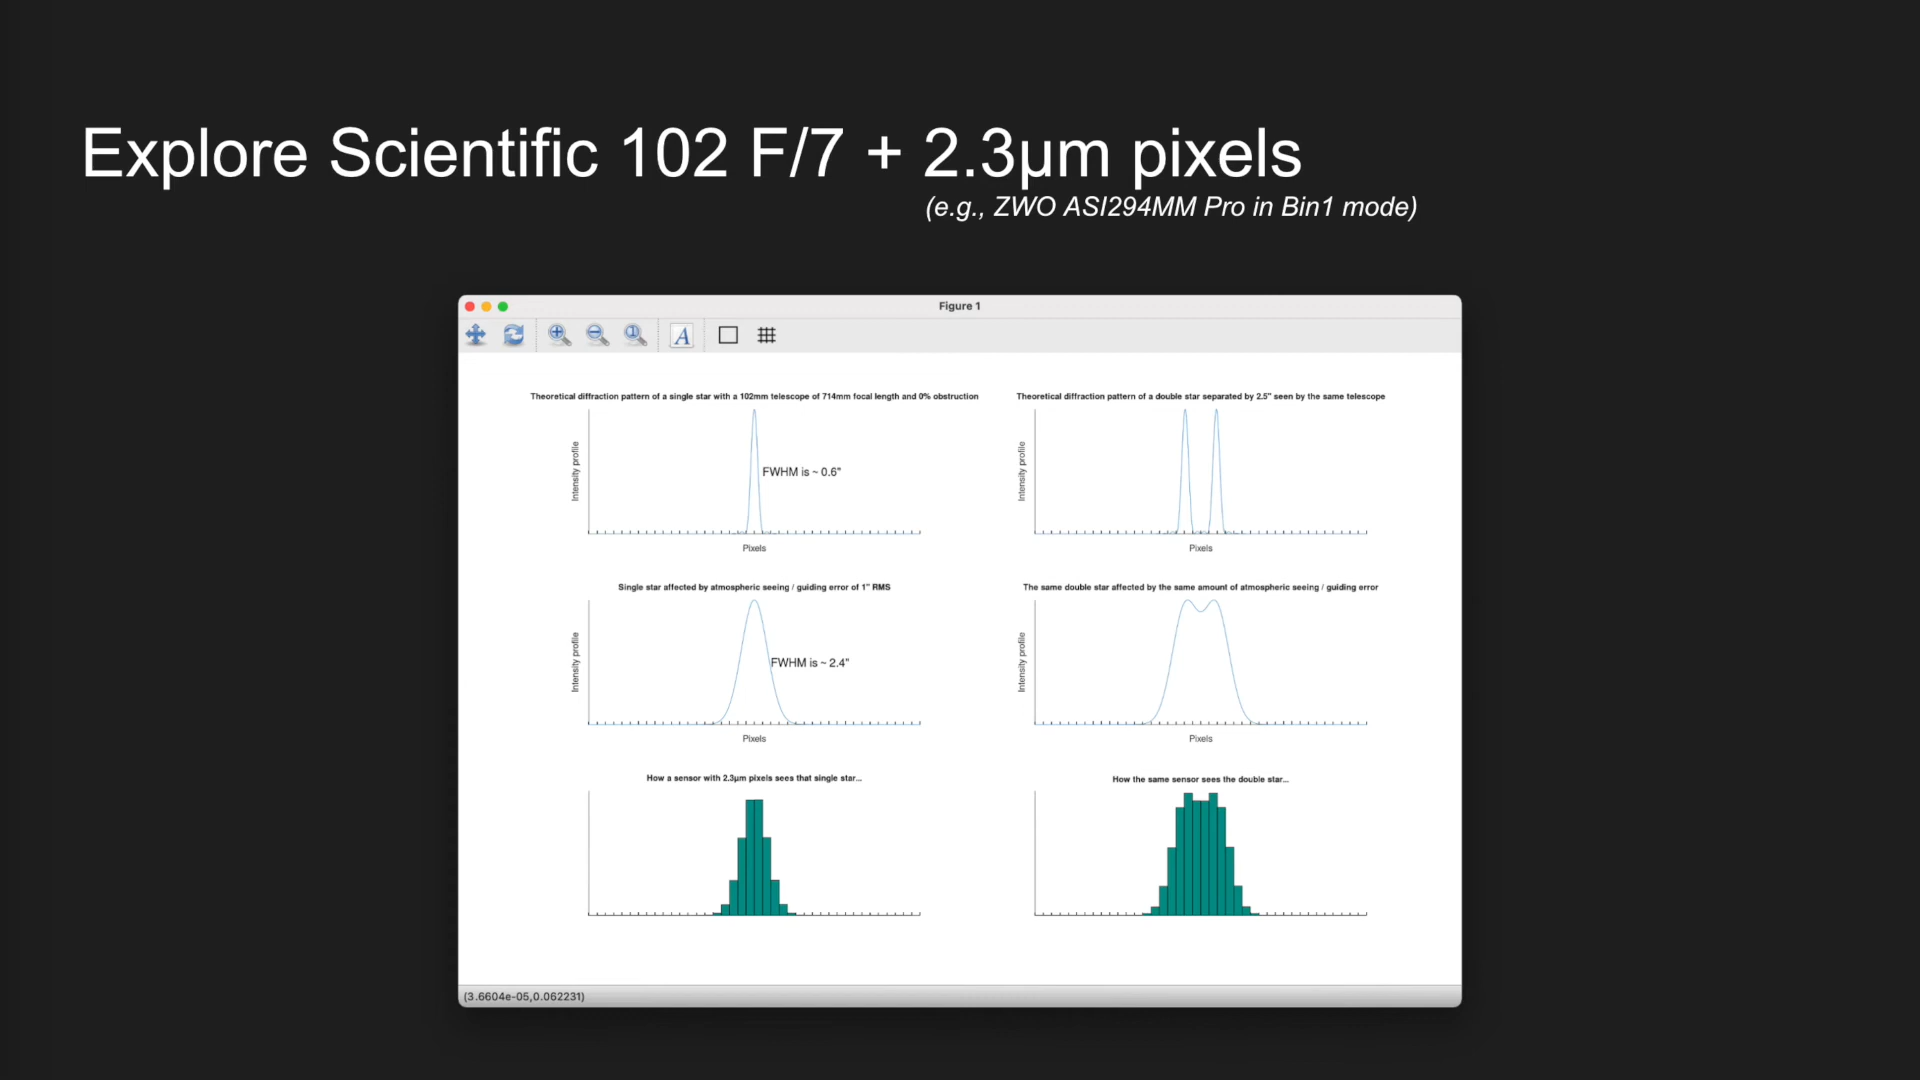 Explore Scientific 102 F/7 + 2.3µm pixels
(e.g., ZWO ASI294MM Pro in Bin1 mode)
Figure 1
A
Theoretical diffraction pattern of a single star with a 102mm telescope of 714mm focal length and 0% obstruction
Intensity profile
FWHM is ~ 0.6"
Pixels
Theoretical diffraction pattern of a double star separated by 2.5" seen by the same telescope
Intensity profile
Pixels
Single star affected by atmospheric seeing / guiding error of 1" RMS
Intensity profile
FWHM is ~ 2.4"
Pixels
The same double star affected by the same amount of atmospheric seeing / guiding error
Intensity profile
Pixels
How a sensor with 2.3µm pixels sees that single star...
How the same sensor sees the double star...
(3.6604e-05,0.062231)